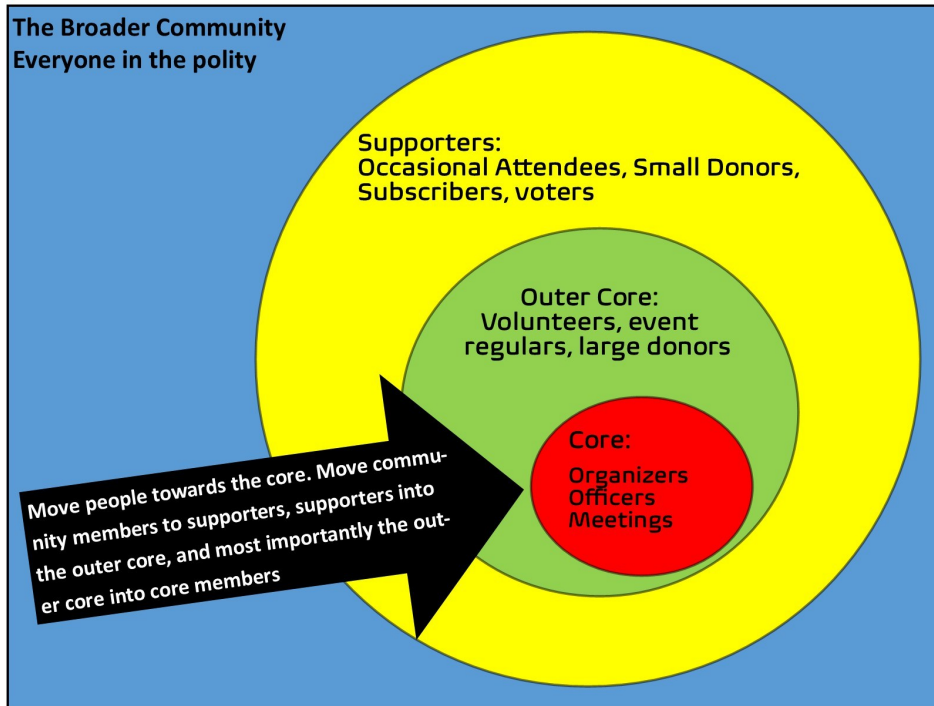 The Broader Community
Everyone in the polity
Supporters:
Occasional Attendees, Small Donors,
Subscribers, voters
Outer Core:
Volunteers, event
regulars, large donors
Core:
Organizers
Officers
Meetings
Move people towards the core. Move commu-
nity members to supporters, supporters into
the outer core, and most importantly the out-
er core into core members